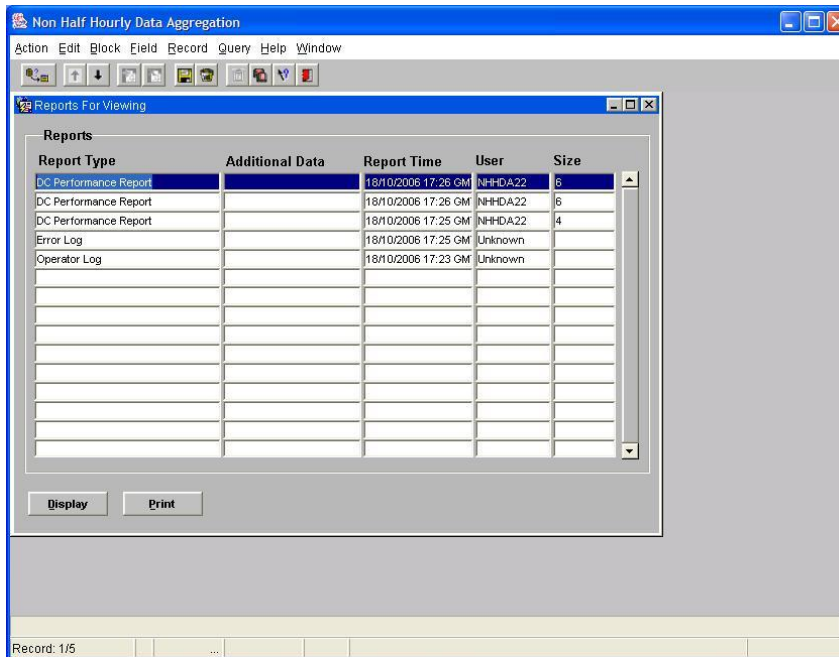 Non Half Hourly Data Aggregation
Action Edit Block Field Record Query Help Window
Reports For Viewing
Reports
Report Type Additional Data Report Time User Size
DC Performance Report 18/10/2006 17:26 GM NHHDA22 6
DC Performance Report 18/10/2006 17:26 GM NHHDA22 6
DC Performance Report 18/10/2006 17:25 GM NHHDA22 4
Error Log 18/10/2006 17:25 GM Unknown
Operator Log 18/10/2006 17:23 GM Unknown
Display Print
Record: 1/5 ...